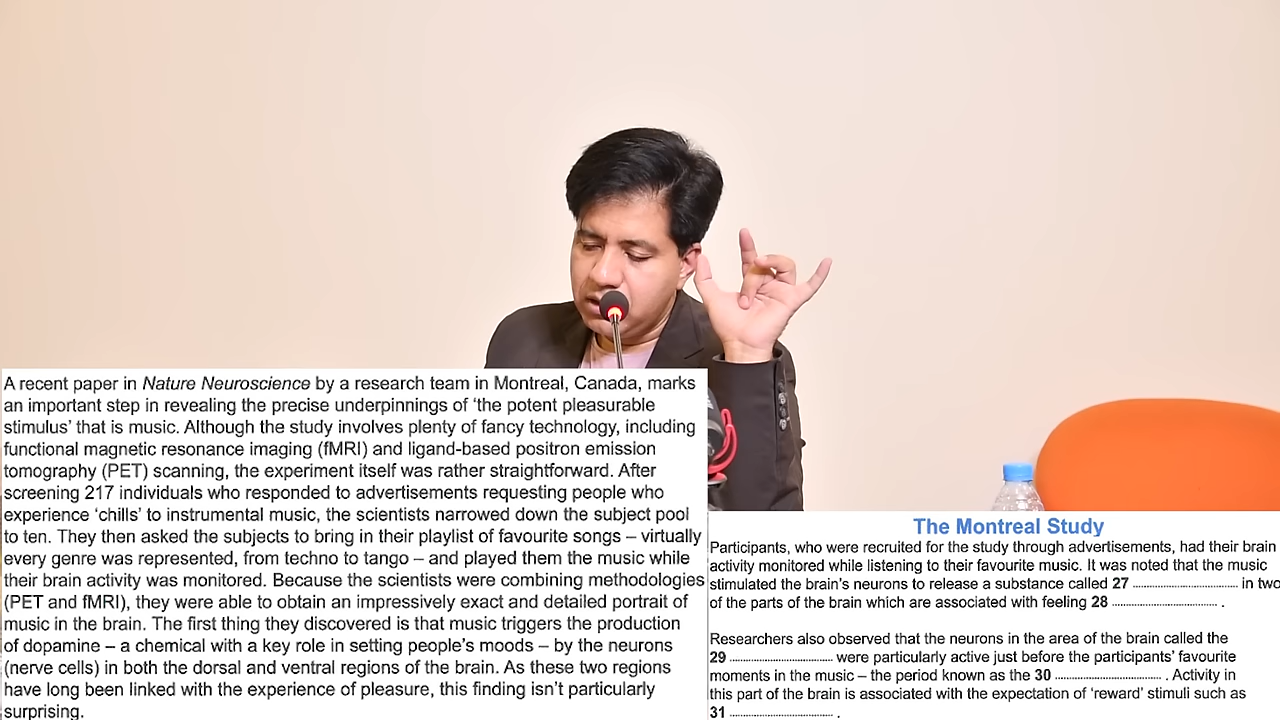 A recent paper in Nature Neuroscience by a research team in Montreal, Canada, marks
an important step in revealing the precise underpinnings of ‘the potent pleasurable
stimulus’ that is music. Although the study involves plenty of fancy technology, including
functional magnetic resonance imaging (fMRI) and ligand-based positron emission
tomography (PET) scanning, the experiment itself was rather straightforward. After
screening 217 individuals who responded to advertisements requesting people who
experience ‘chills’ to instrumental music, the scientists narrowed down the subject pool
to ten. They then asked the subjects to bring in their playlist of favourite songs – virtually
every genre was represented, from techno to tango – and played them the music while
their brain activity was monitored. Because the scientists were combining methodologies
(PET and fMRI), they were able to obtain an impressively exact and detailed portrait of
music in the brain. The first thing they discovered is that music triggers the production
of dopamine – a chemical with a key role in setting people’s moods – by the neurons
(nerve cells) in both the dorsal and ventral regions of the brain. As these two regions
have long been linked with the experience of pleasure, this finding isn’t particularly
surprising.
The Montreal Study
Participants, who were recruited for the study through advertisements, had their brain
activity monitored while listening to their favourite music. It was noted that the music
stimulated the brain’s neurons to release a substance called 27 ................................ in two
of the parts of the brain which are associated with feeling 28 ................................ .
Researchers also observed that the neurons in the area of the brain called the
29 ................................ were particularly active just before the participants’ favourite
moments in the music – the period known as the 30 ................................ . Activity in
this part of the brain is associated with the expectation of ‘reward’ stimuli such as
31 ................................ .